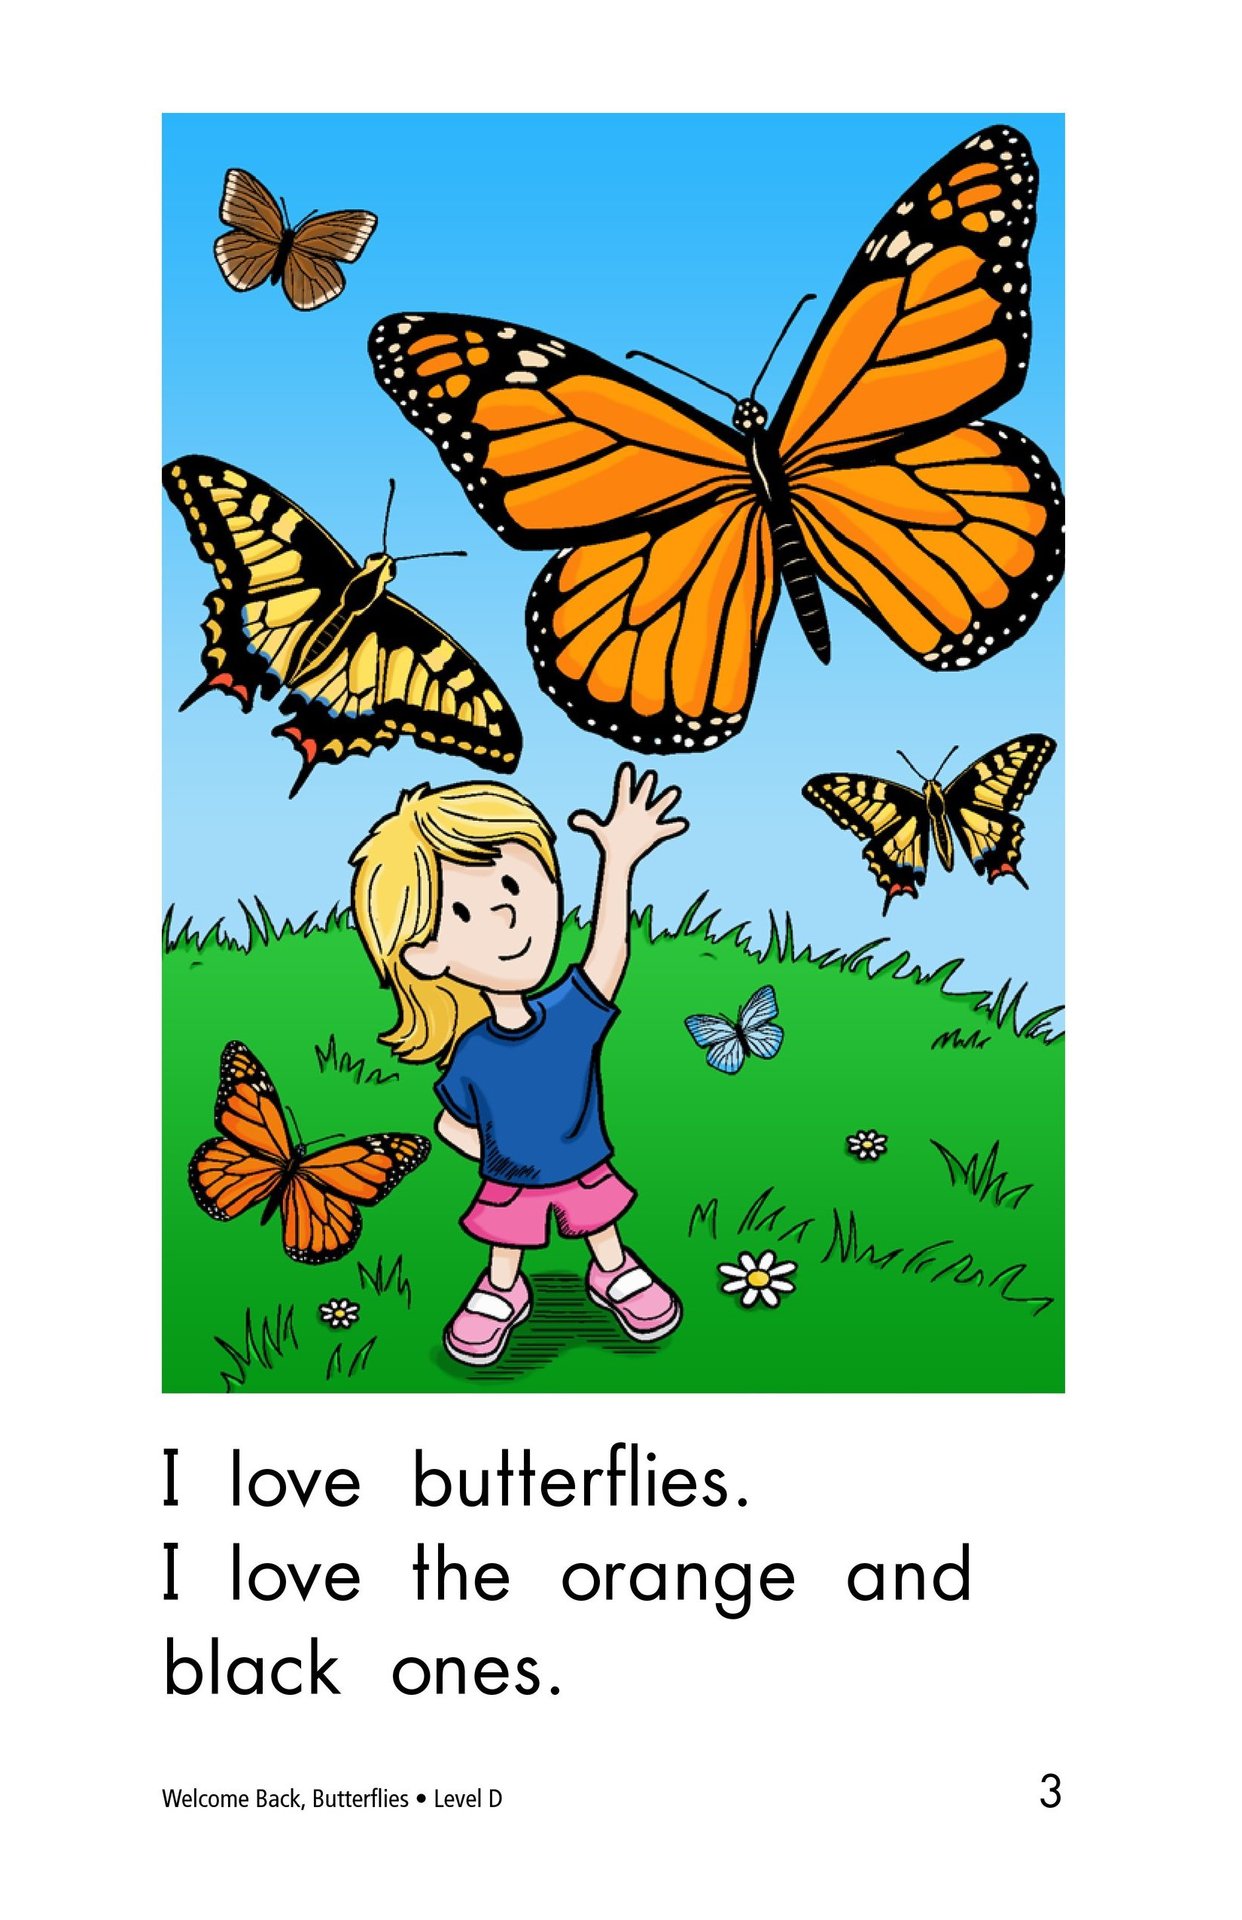 I love butterflies.
I love the orange and
black ones.
Welcome Back, Butterflies • Level D
3